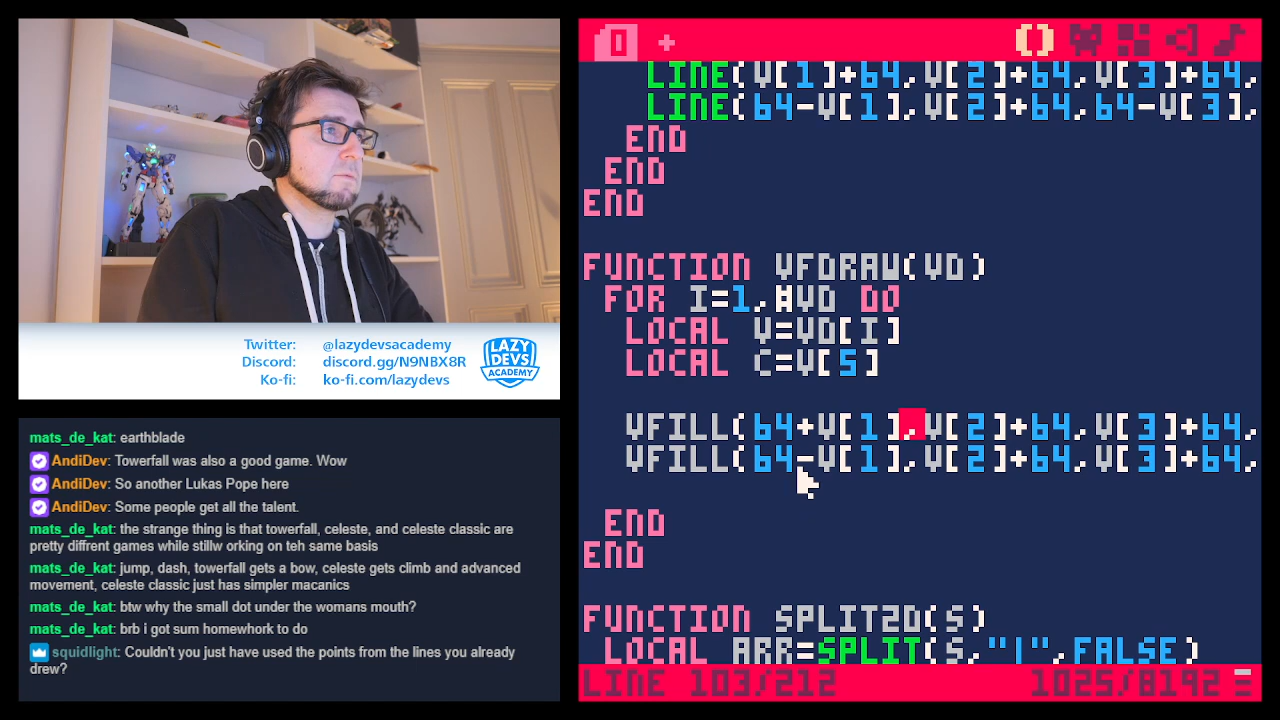 Twitter: @lazydevsacademy
Discord: discord.gg/N9NBX8R
Ko-fi: ko-fi.com/lazydevs
LAZY
DEVS
ACADEMY
mats_de_kat: earthblade
AndiDev: Towerfall was also a good game. Wow
AndiDev: So another Lukas Pope here
AndiDev: Some people get all the talent.
mats_de_kat: the strange thing is that towerfall, celeste, and celeste classic are
pretty diffrent games while stillw orking on teh same basis
mats_de_kat: jump, dash, towerfall gets a bow, celeste gets climb and advanced
movement, celeste classic just has simpler macanics
mats_de_kat: btw why the small dot under the womans mouth?
mats_de_kat: brb i got sum homewhork to do
squidlight: Couldn't you just have used the points from the lines you already
drew?
0 +
LINE(V[1]+64,V[2]+64,V[3]+64,
LINE(64-V[1],V[2]+64,64-V[3],
END
END
END
FUNCTION VFDRAW(VD)
FOR I=1,#VD DO
LOCAL V=VD[I]
LOCAL C=V[5]
VFILL(64+V[1],V[2]+64,V[3]+64,
VFILL(64-V[1],V[2]+64,V[3]+64,
END
END
FUNCTION SPLIT2D(S)
LOCAL ARR=SPLIT(S,"|",FALSE)
LINE 103/212 1025/8192